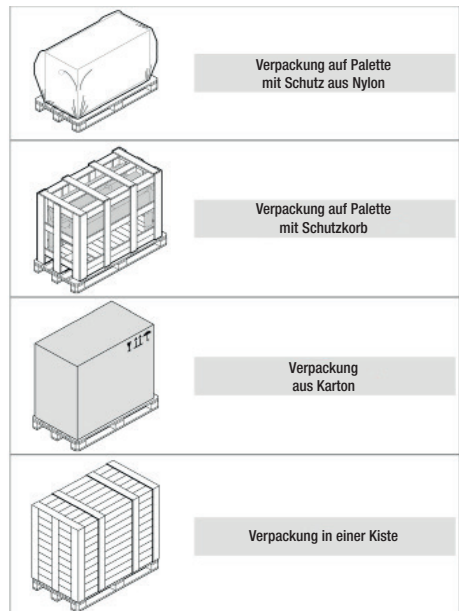 Verpackung auf Palette
mit Schutz aus Nylon
Verpackung auf Palette
mit Schutzkorb
Verpackung
aus Karton
Verpackung in einer Kiste